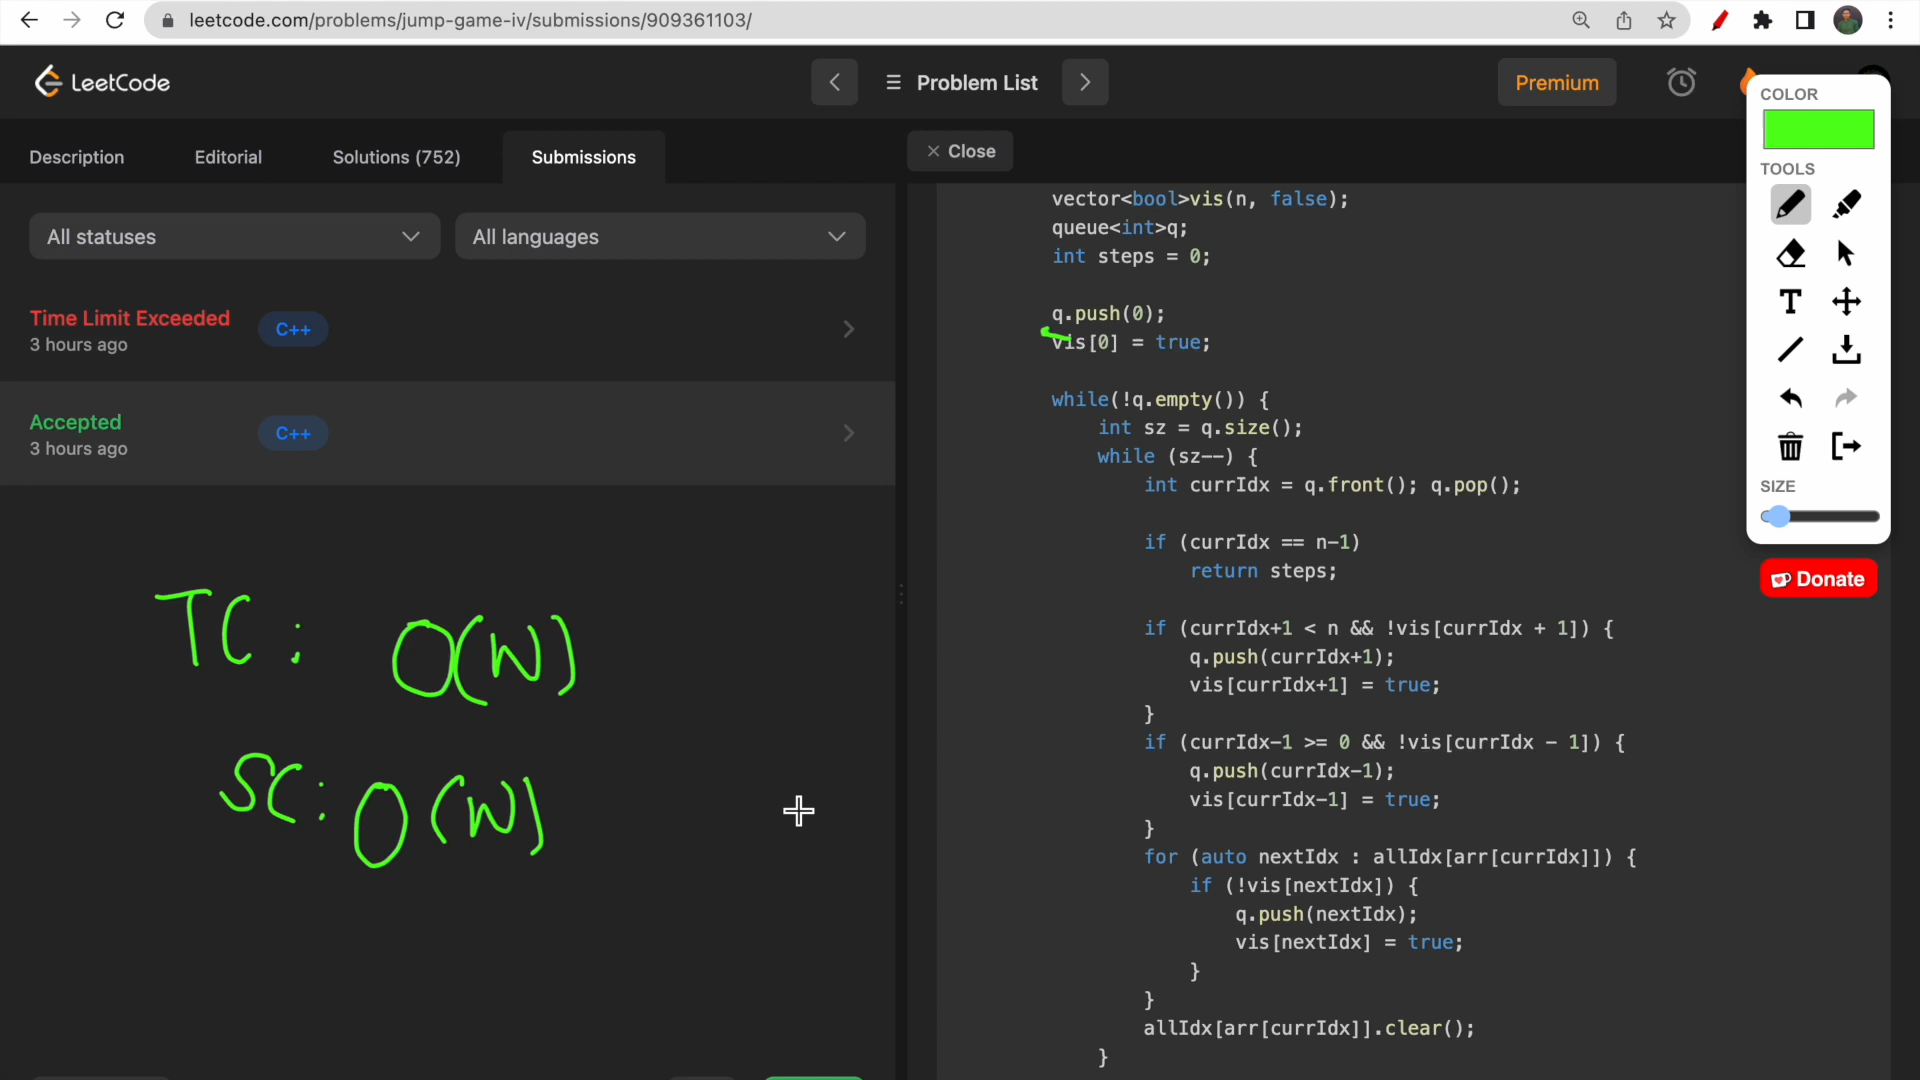 leetcode.com/problems/jump-game-iv/submissions/909361103/
LeetCode
Problem List
Premium
Description
Editorial
Solutions (752)
Submissions
Close
All statuses
All languages
Time Limit Exceeded
C++
3 hours ago
Accepted
C++
3 hours ago
TC: O(N)
SC: O(N)
vector<bool>vis(n, false);
queue<int>q;
int steps = 0;
q.push(0);
vis[0] = true;
while(!q.empty()) {
int sz = q.size();
while (sz--) {
int currIdx = q.front(); q.pop();
if (currIdx == n-1)
return steps;
if (currIdx+1 < n && !vis[currIdx + 1]) {
q.push(currIdx+1);
vis[currIdx+1] = true;
}
if (currIdx-1 >= 0 && !vis[currIdx - 1]) {
q.push(currIdx-1);
vis[currIdx-1] = true;
}
for (auto nextIdx : allIdx[arr[currIdx]]) {
if (!vis[nextIdx]) {
q.push(nextIdx);
vis[nextIdx] = true;
}
}
allIdx[arr[currIdx]].clear();
}
COLOR
TOOLS
T
SIZE
Donate